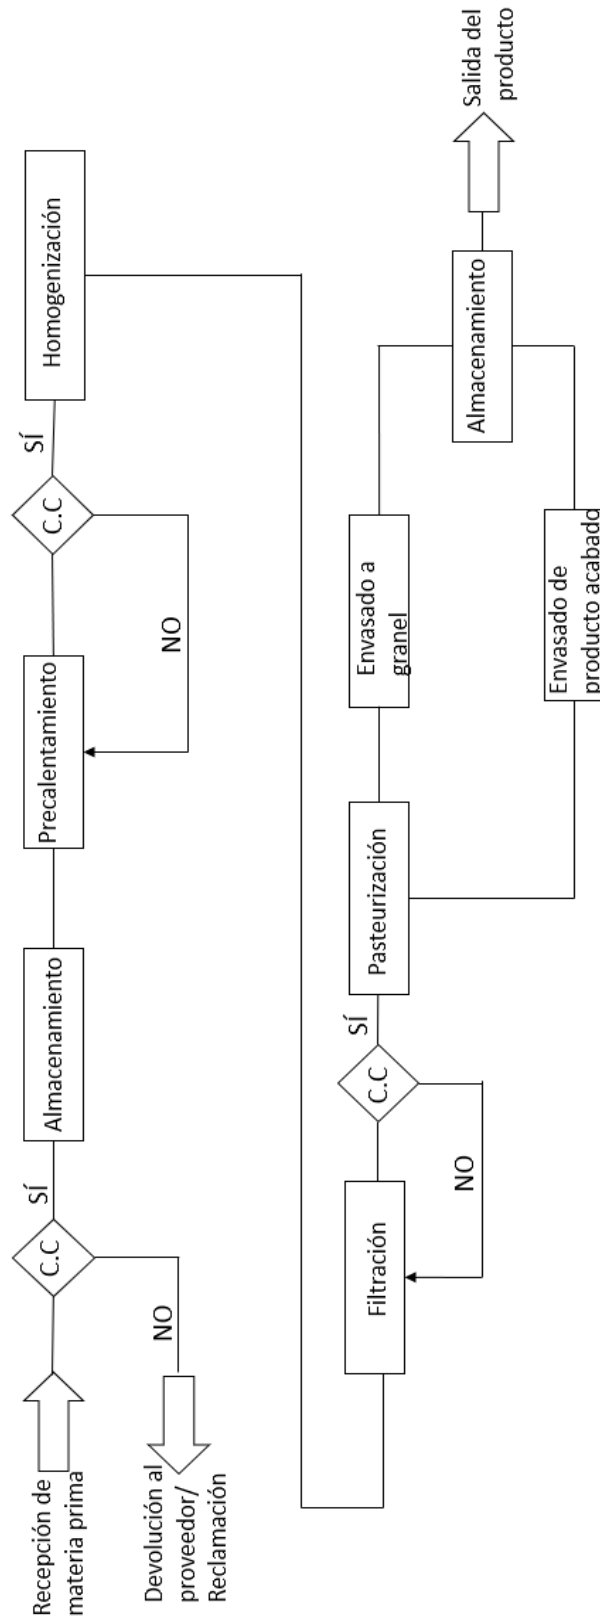 Recepción de
materia prima
C.C
SÍ
NO
Devolución al
proveedor/
Reclamación
Almacenamiento
Precalentamiento
C.C
SÍ
NO
Homogenización
Filtración
C.C
SÍ
NO
Pasteurización
Envasado a
granel
Envasado de
producto acabado
Almacenamiento
Salida del
producto